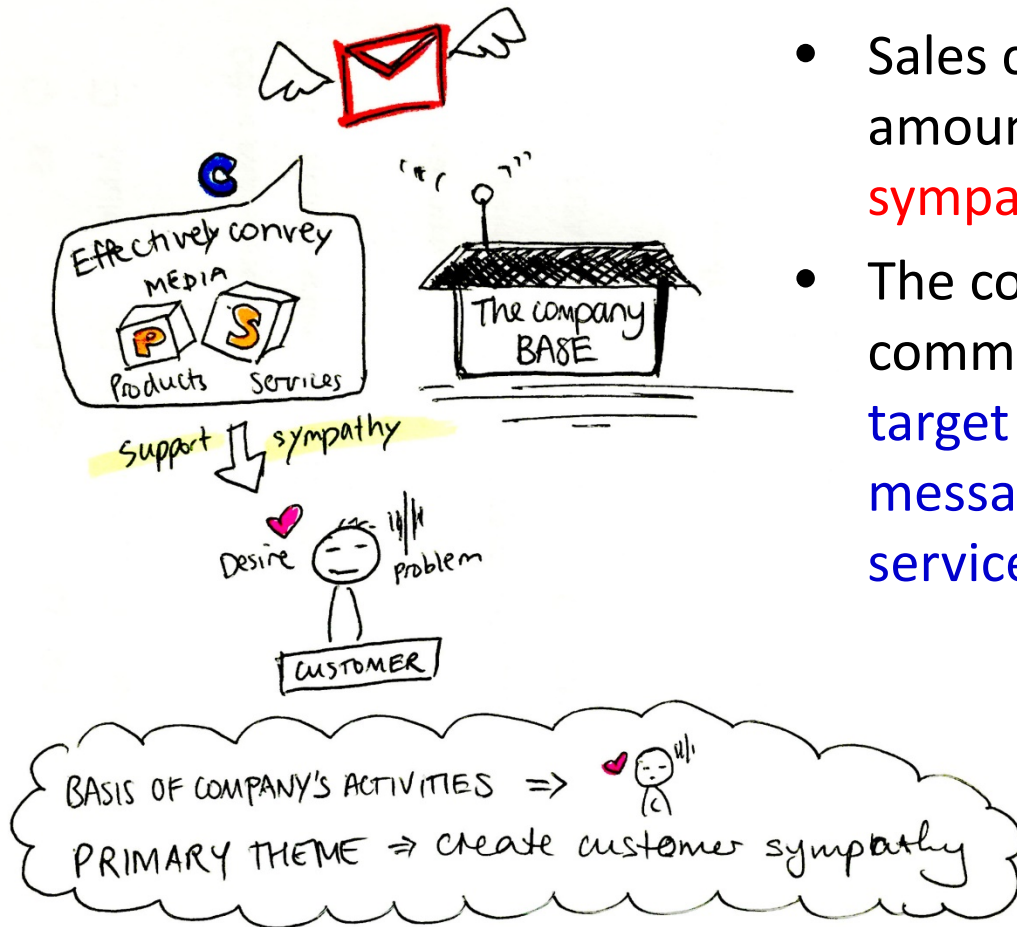 C
Effectively convey
MEDIA
P S
Products Services
The company
BASE
support sympathy
Desire problem
CUSTOMER
BASIS OF COMPANY'S ACTIVITIES =>
PRIMARY THEME => create customer sympathy
• Sales
amour
sympa
• The co
comm
target
messa
service